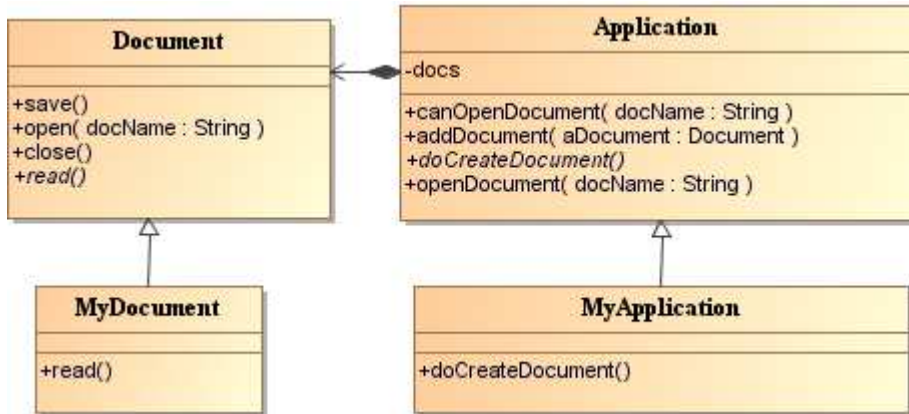 Document
+save()
+open( docName : String )
+close()
+read()
Application
-docs
+canOpenDocument( docName : String )
+addDocument( aDocument : Document )
+doCreateDocument()
+openDocument( docName : String )
MyDocument
+read()
MyApplication
+doCreateDocument()